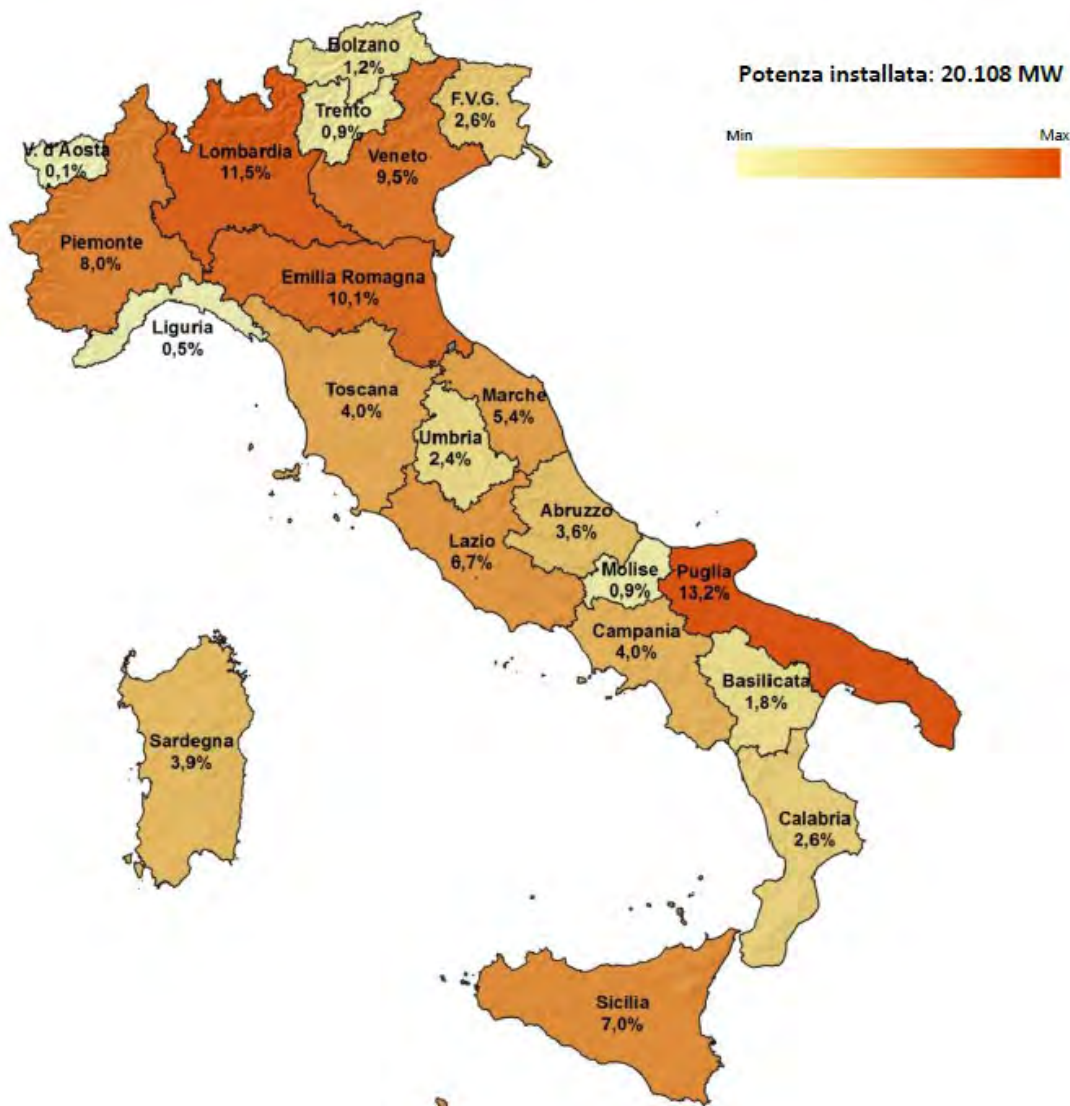 Potenza installata: 20.108 MW
Min
Max
Bolzano
1,2%
Trento
0,9%
F.V.G.
2,6%
V. d'Aosta
0,1%
Lombardia
11,5%
Veneto
9,5%
Piemonte
8,0%
Emilia Romagna
10,1%
Liguria
0,5%
Toscana
4,0%
Marche
5,4%
Umbria
2,4%
Abruzzo
3,6%
Lazio
6,7%
Molise
0,9%
Puglia
13,2%
Campania
4,0%
Basilicata
1,8%
Sardegna
3,9%
Calabria
2,6%
Sicilia
7,0%